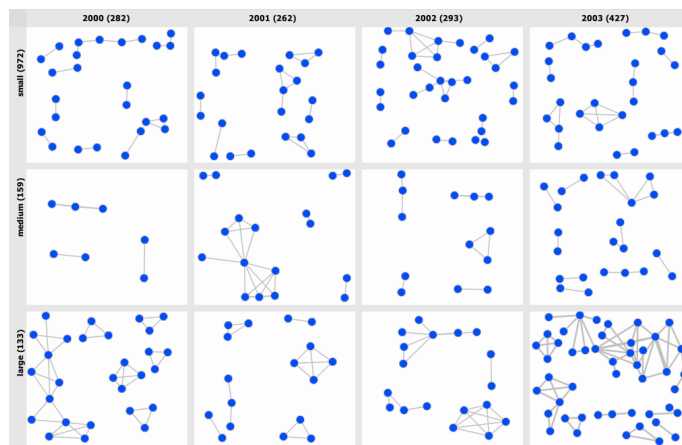 2000 (282)
2001 (262)
2002 (293)
2003 (427)
small (972)
medium (159)
large (133)